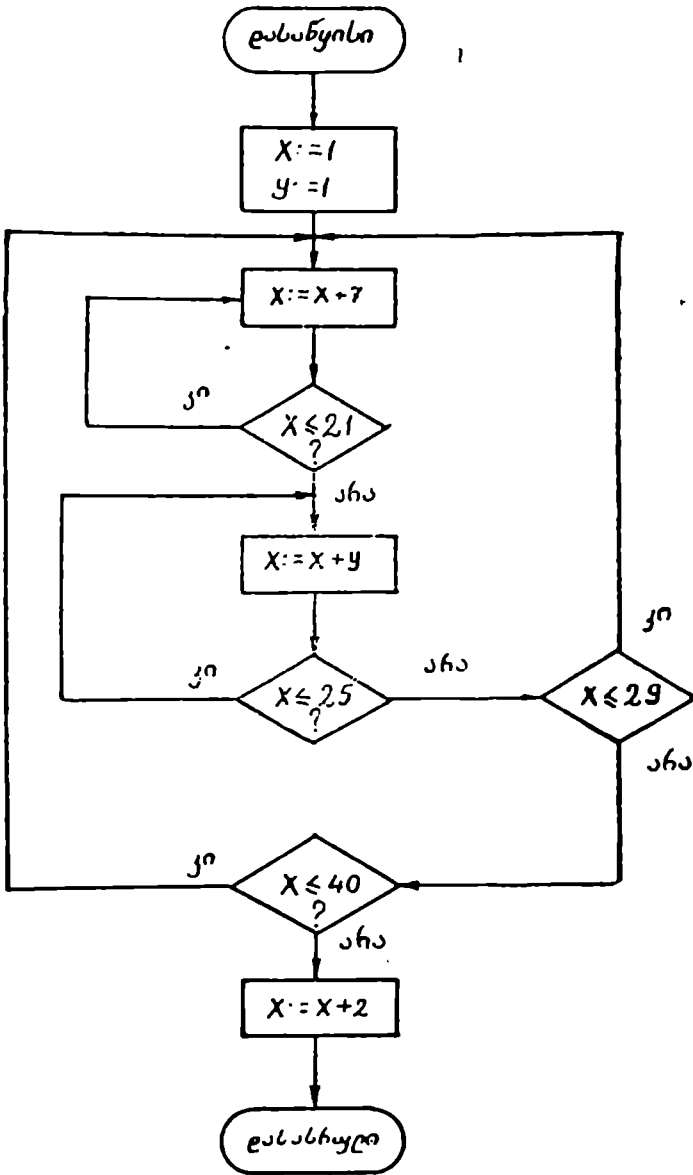 დასაწყისი
X:=1
y:=1
X:=X+7
კი
X≤21
?
არა
X:=X+y
კი
X≤25
?
არა
კი
X≤29
არა
კი
X≤40
?
არა
X:=X+2
დასასრული